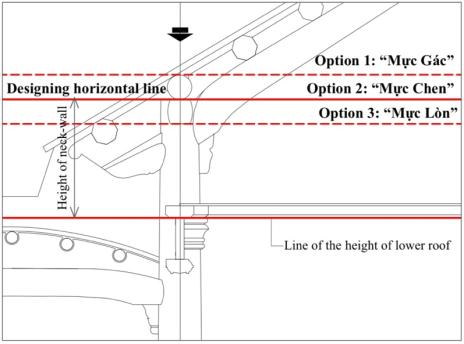 Option 1: “Mực Gác”
Designing horizontal line
Option 2: “Mực Chen”
Option 3: “Mực Lòn”
Height of neck-wall
Line of the height of lower roof